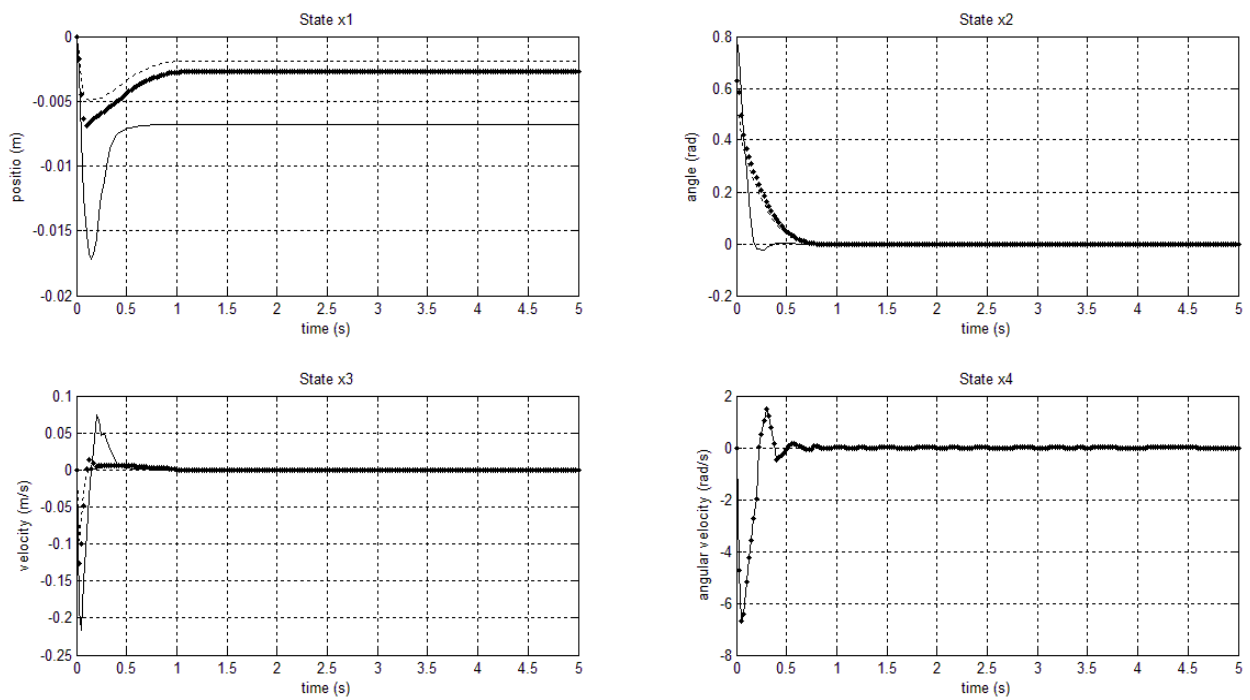 State x1
0
-0.005
-0.01
-0.015
-0.02
positio (m)
0 0.5 1 1.5 2 2.5 3 3.5 4 4.5 5
time (s)
State x2
0.8
0.6
0.4
0.2
0
-0.2
angle (rad)
0 0.5 1 1.5 2 2.5 3 3.5 4 4.5 5
time (s)
State x3
0.1
0.05
0
-0.05
-0.1
-0.15
-0.2
-0.25
velocity (m/s)
0 0.5 1 1.5 2 2.5 3 3.5 4 4.5 5
time (s)
State x4
2
0
-2
-4
-6
-8
angular velocity (rad/s)
0 0.5 1 1.5 2 2.5 3 3.5 4 4.5 5
time (s)